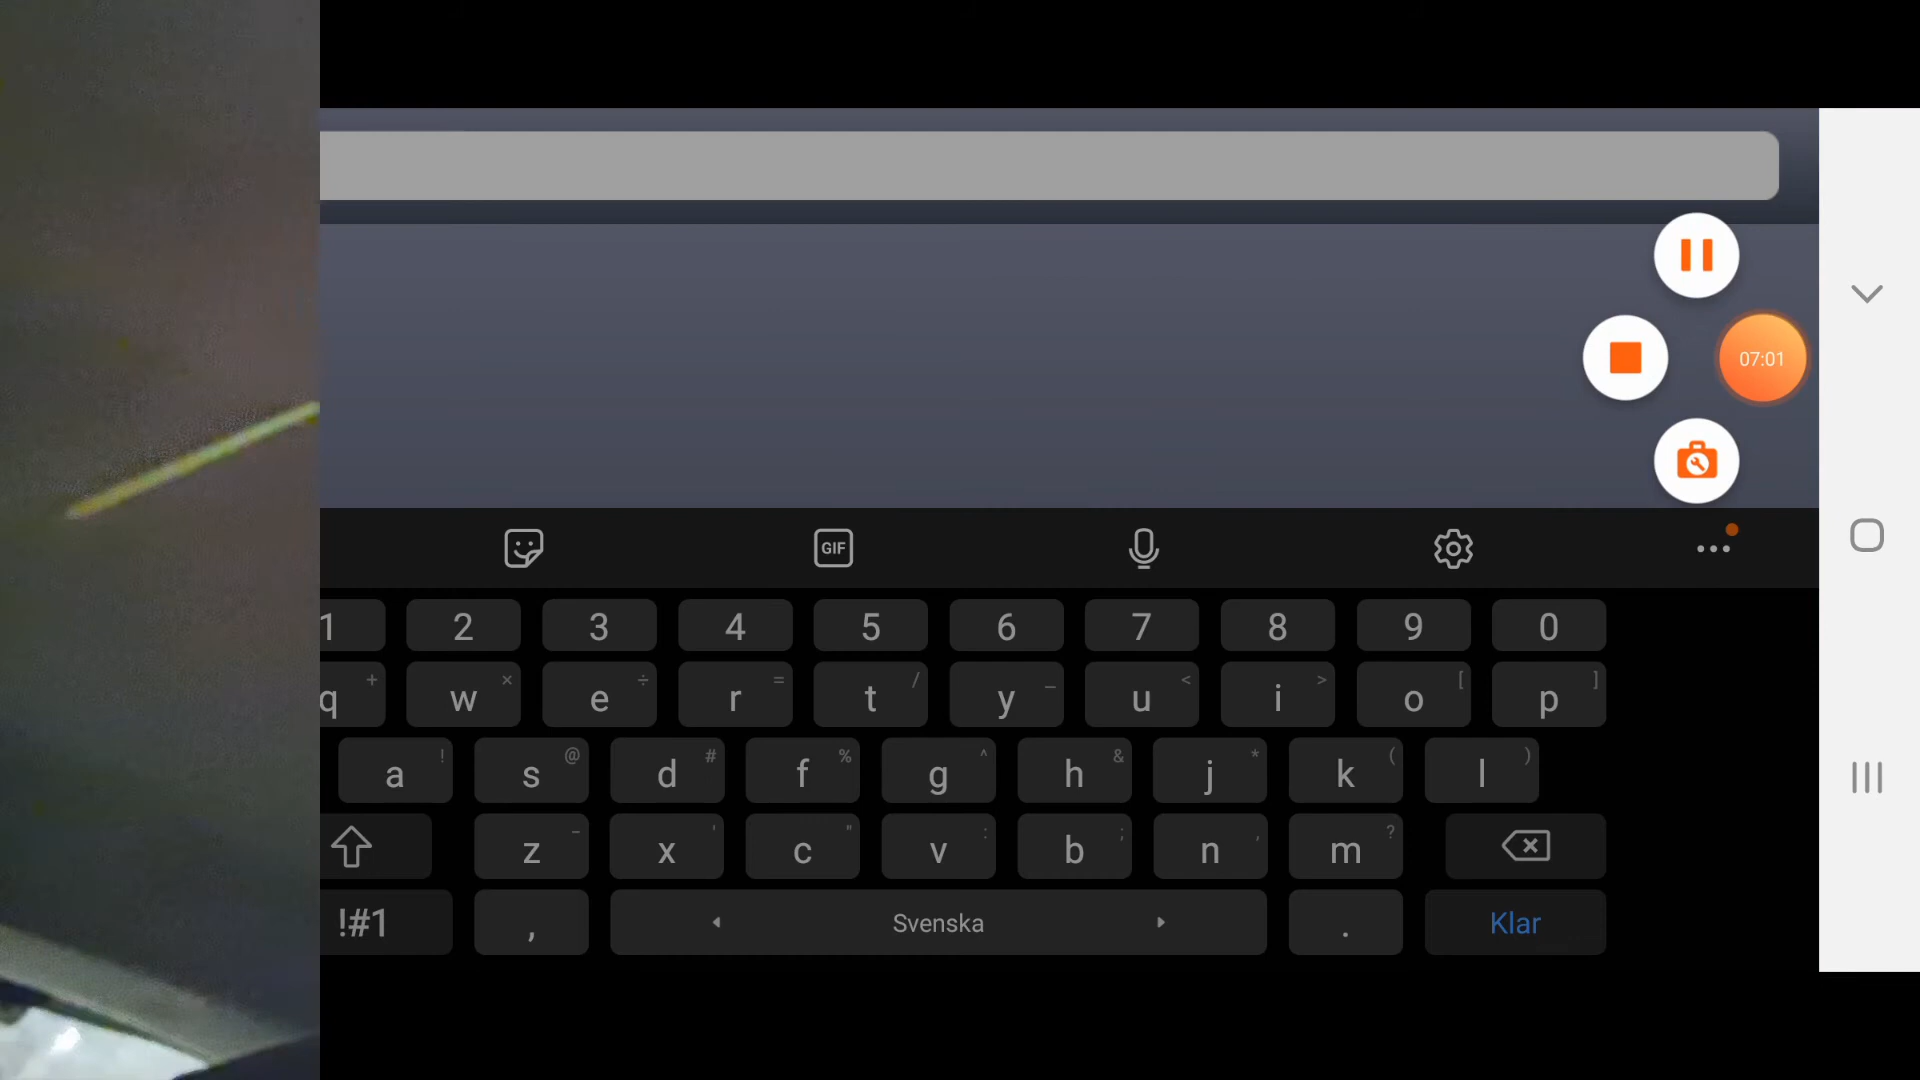 07:01
GIF
1 2 3 4 5 6 7 8 9 0
q + w × e ÷ r = t / y _ u < i > o [ p ]
a ! s @ d # f % g ^ h & j * k ( l )
z - x ' c " v : b ; n , m ?
!#1 , Svenska . Klar